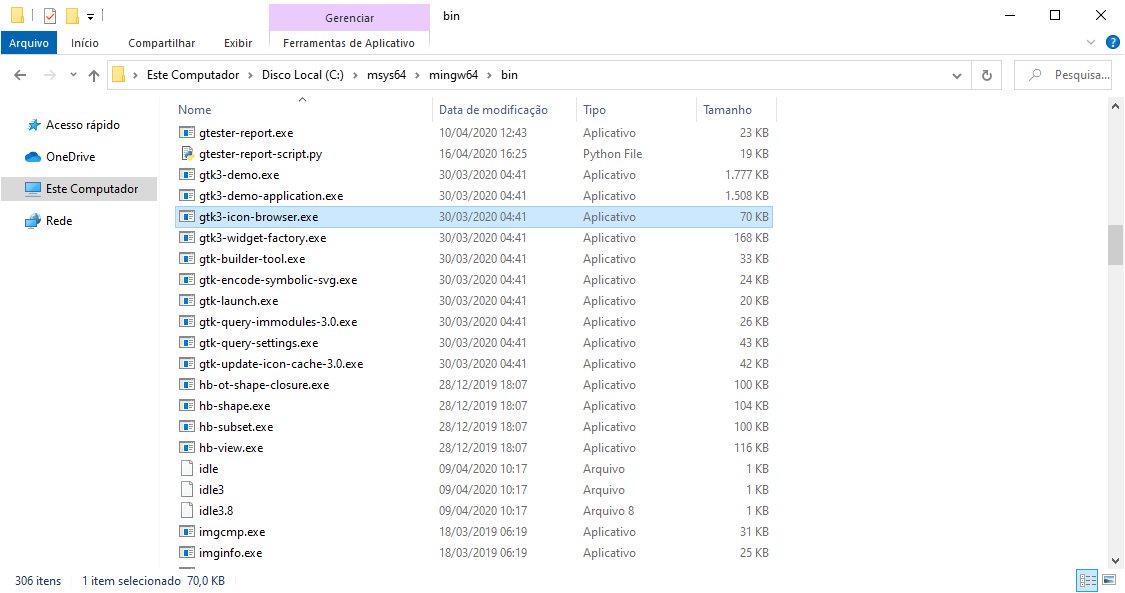 Gerenciar bin
Arquivo Início Compartilhar Exibir Ferramentas de Aplicativo ?
Este Computador > Disco Local (C:) > msys64 > mingw64 > bin Pesquisa...
Acesso rápido
OneDrive
Este Computador
Rede
Nome Data de modificação Tipo Tamanho
gtester-report.exe 10/04/2020 12:43 Aplicativo 23 KB
gtester-report-script.py 16/04/2020 16:25 Python File 19 KB
gtk3-demo.exe 30/03/2020 04:41 Aplicativo 1.777 KB
gtk3-demo-application.exe 30/03/2020 04:41 Aplicativo 1.508 KB
gtk3-icon-browser.exe 30/03/2020 04:41 Aplicativo 70 KB
gtk3-widget-factory.exe 30/03/2020 04:41 Aplicativo 168 KB
gtk-builder-tool.exe 30/03/2020 04:41 Aplicativo 33 KB
gtk-encode-symbolic-svg.exe 30/03/2020 04:41 Aplicativo 24 KB
gtk-launch.exe 30/03/2020 04:41 Aplicativo 20 KB
gtk-query-immodules-3.0.exe 30/03/2020 04:41 Aplicativo 26 KB
gtk-query-settings.exe 30/03/2020 04:41 Aplicativo 43 KB
gtk-update-icon-cache-3.0.exe 30/03/2020 04:41 Aplicativo 42 KB
hb-ot-shape-closure.exe 28/12/2019 18:07 Aplicativo 100 KB
hb-shape.exe 28/12/2019 18:07 Aplicativo 104 KB
hb-subset.exe 28/12/2019 18:07 Aplicativo 100 KB
hb-view.exe 28/12/2019 18:07 Aplicativo 116 KB
idle 09/04/2020 10:17 Arquivo 1 KB
idle3 09/04/2020 10:17 Arquivo 1 KB
idle3.8 09/04/2020 10:17 Arquivo 8 1 KB
imgcmp.exe 18/03/2019 06:19 Aplicativo 31 KB
imginfo.exe 18/03/2019 06:19 Aplicativo 25 KB
306 itens 1 item selecionado 70,0 KB